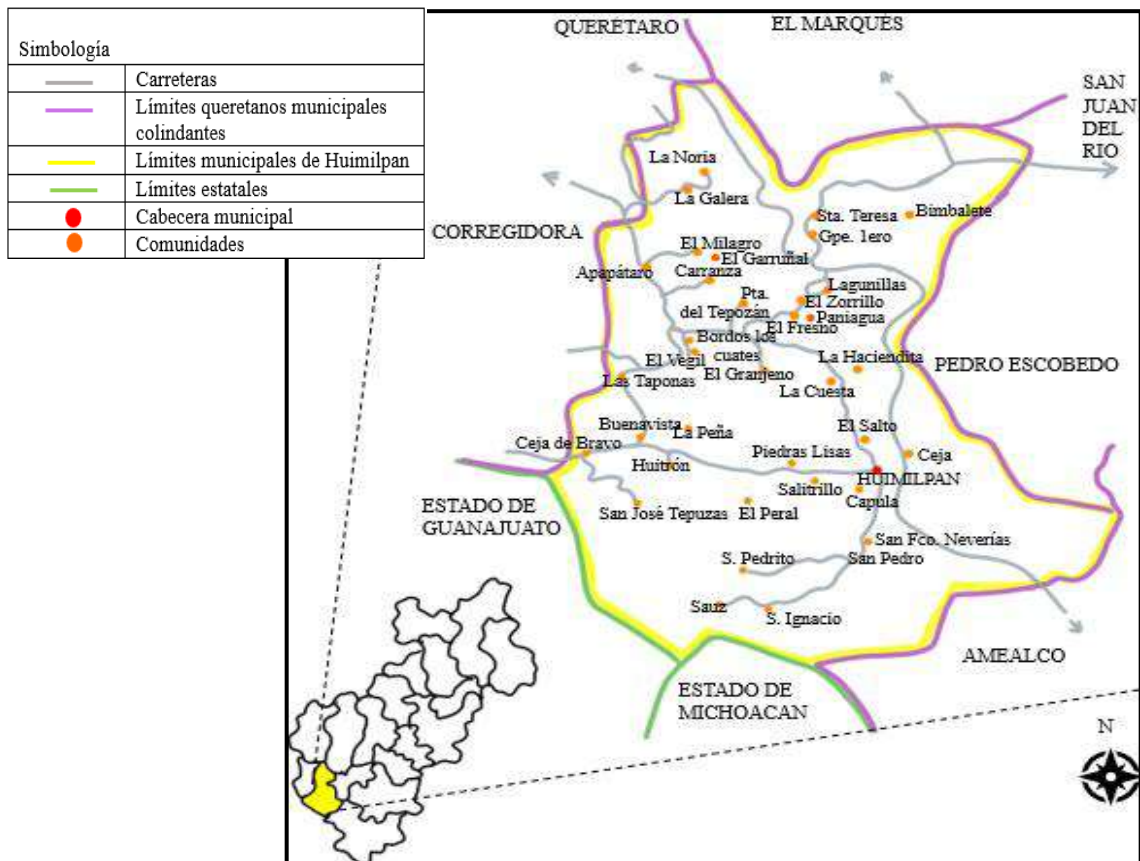 Simbología
Carreteras
Límites queretanos municipales
colindantes
Límites municipales de Huimilpan
Límites estatales
Cabecera municipal
Comunidades
QUERÉTARO
EL MARQUÉS
SAN
JUAN
DEL
RIO
La Noria
La Galera
Sta. Teresa
Bimbalete
Gpe. 1ero
CORREGIDORA
El Milagro
El Garruñal
Apapátaro
Carranza
Lagunillas
Pta.
del Tepozán
El Zorrillo
Paniagua
El Fresno
Bordos los
cuates
El Vegil
La Haciendita
PEDRO ESCOBEDO
Las Taponas
El Granjeno
La Cuesta
Buenavista
La Peña
El Salto
Ceja de Bravo
Huitrón
Piedras Lisas
Ceja
HUIMILPAN
Salitrillo
Capula
ESTADO DE
GUANAJUATO
San José Tepuzas
El Peral
San Fco. Neverías
S. Pedrito
San Pedro
Sauz
S. Ignacio
AMEALCO
ESTADO DE
MICHOACAN
N